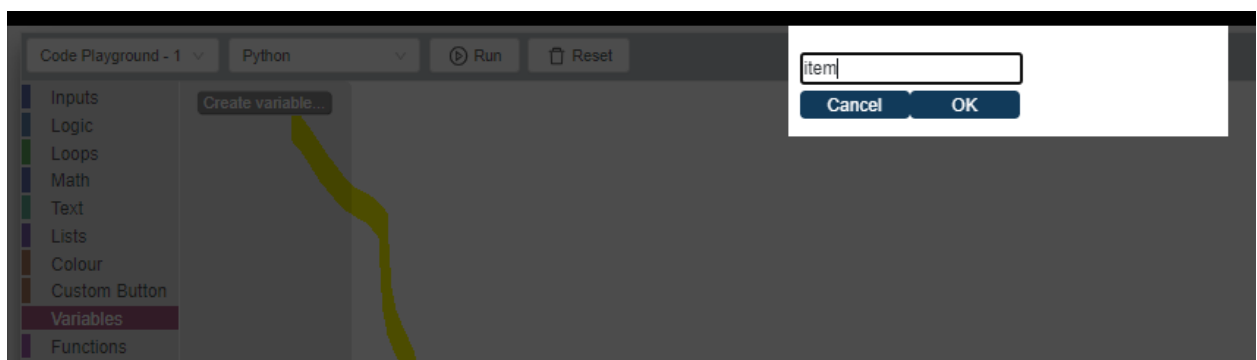 Code Playground - 1 Python Run Reset
item
Cancel OK
Inputs
Create variable...
Logic
Loops
Math
Text
Lists
Colour
Custom Button
Variables
Functions